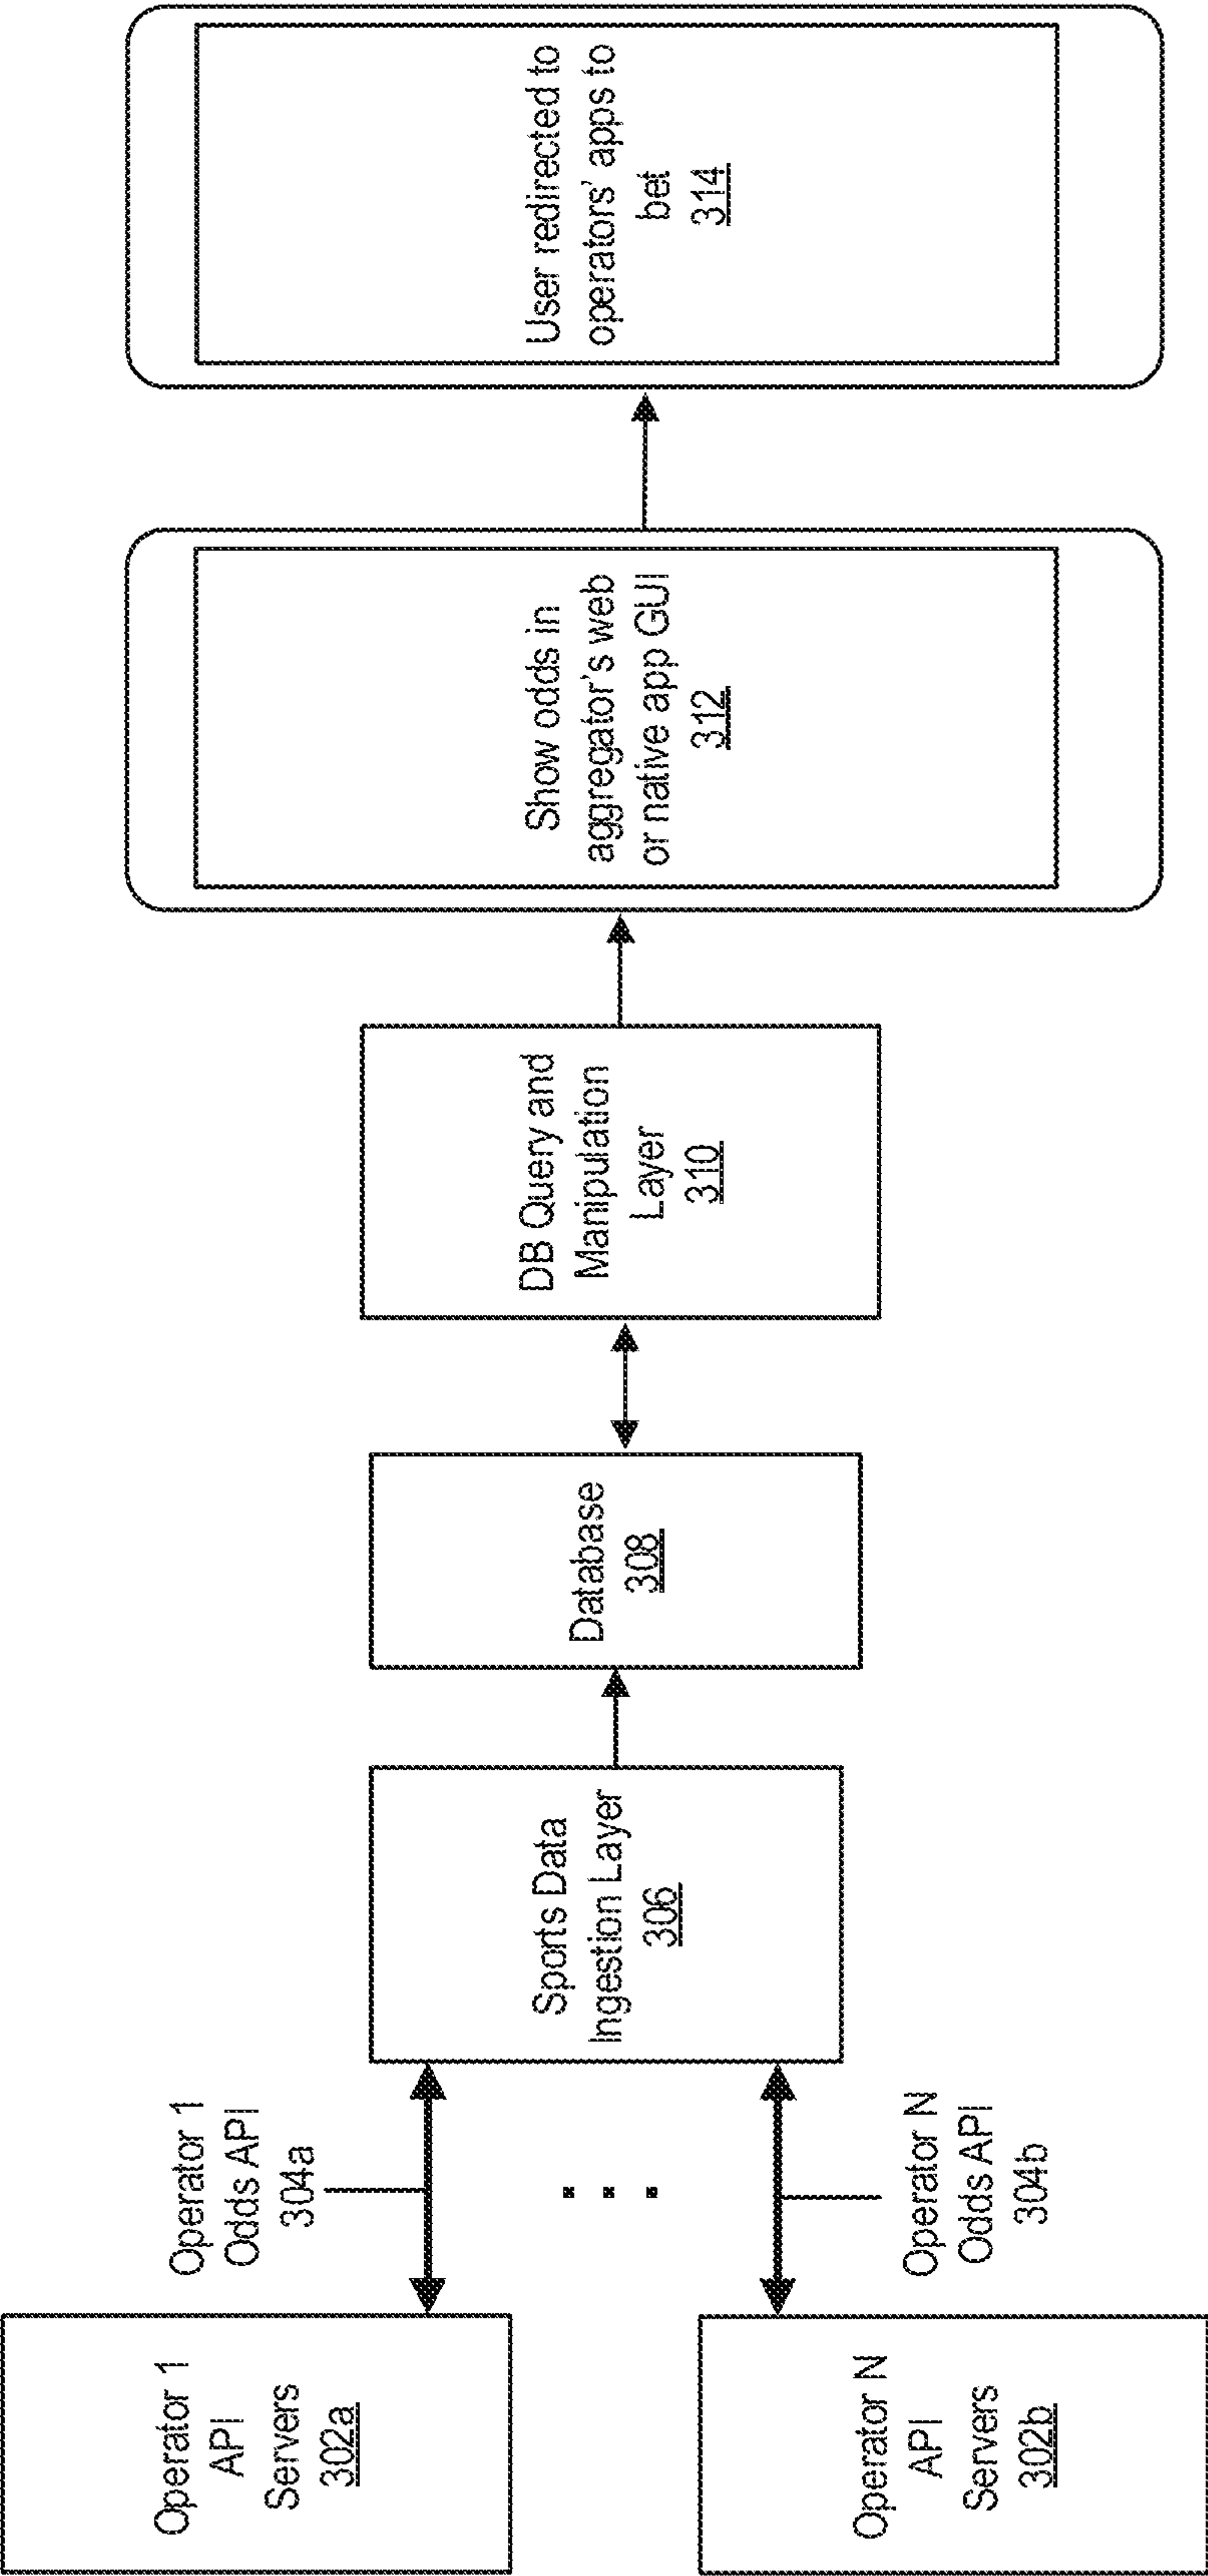 Operator 1
API
Servers
302a
Operator 1
Odds API
304a
Operator N
API
Servers
302b
Operator N
Odds API
304b
Sports Data
Ingestion Layer
306
Database
308
DB Query and
Manipulation
Layer
310
Show odds in
aggregator's web
or native app GUI
312
User redirected to
operators' apps to
bet
314